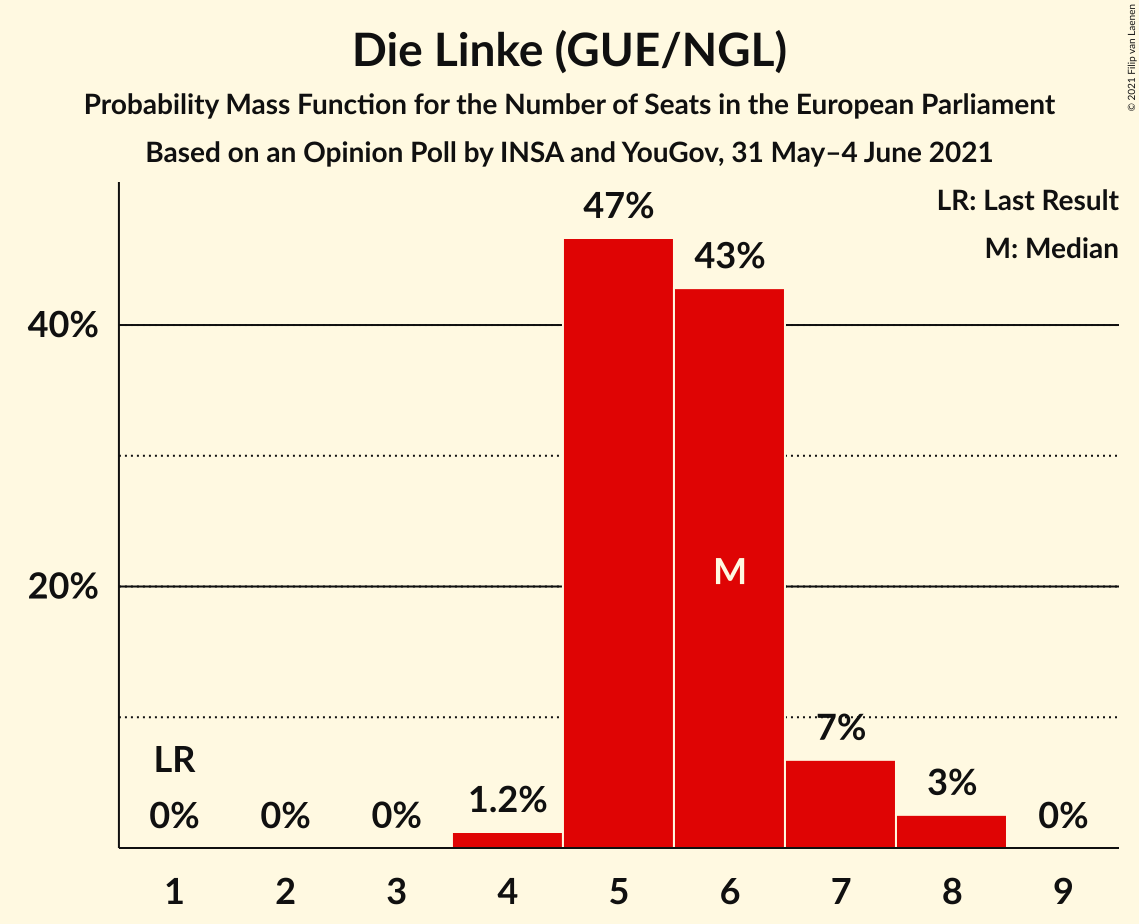 Die Linke (GUE/NGL)
Probability Mass Function for the Number of Seats in the European Parliament
Based on an Opinion Poll by INSA and YouGov, 31 May–4 June 2021
© 2021 Filip van Laenen
LR: Last Result
M: Median
47%
43%
40%
M
20%
7%
LR
3%
1.2%
0%
0%
0%
0%
1 2 3 4 5 6 7 8 9